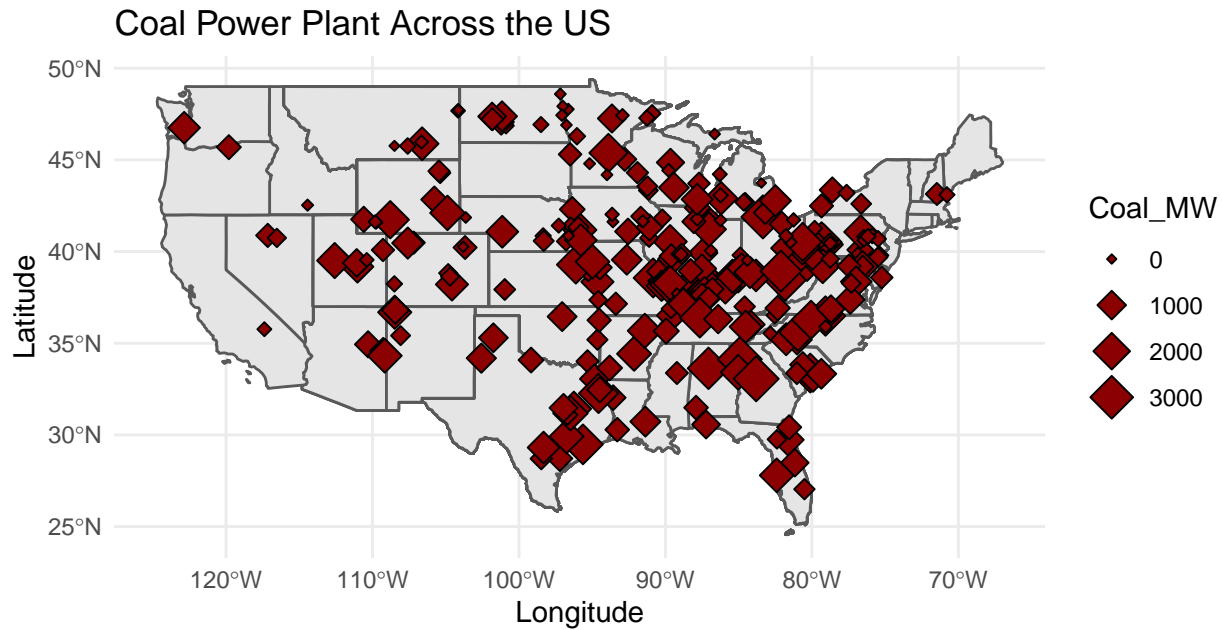 Coal Power Plant Across the US
50°N
45°N
40°N
35°N
30°N
25°N
Latitude
120°W 110°W 100°W 90°W 80°W 70°W
Longitude
Coal_MW
0
1000
2000
3000